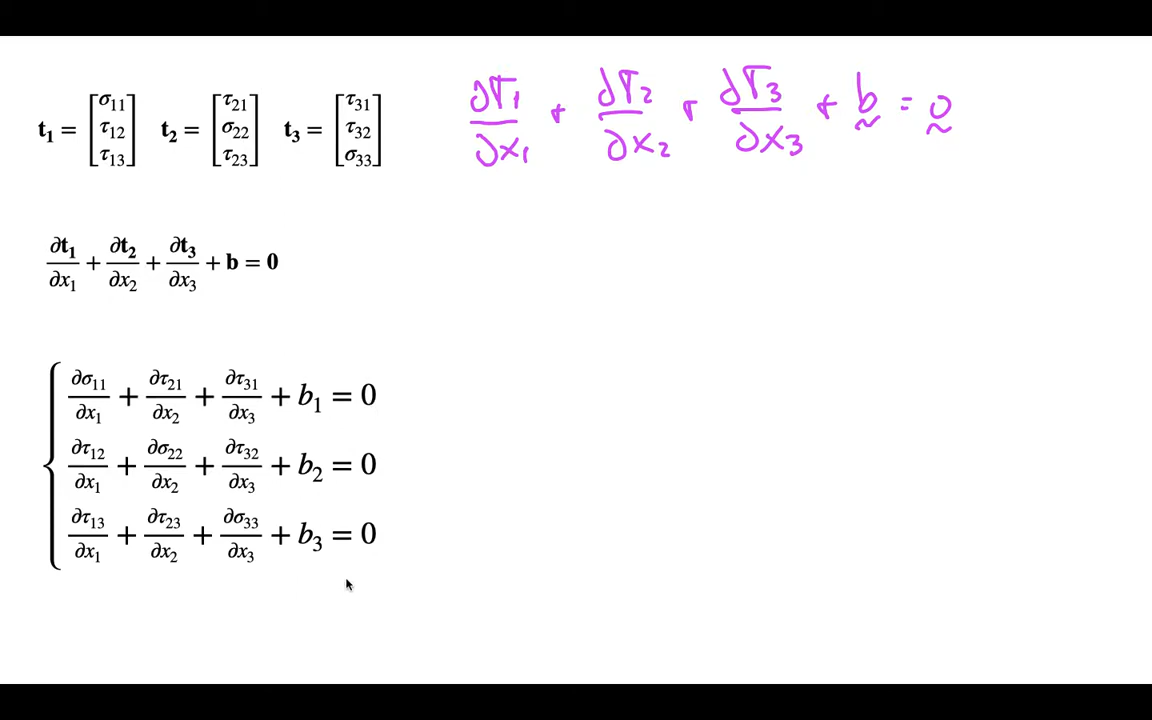 t₁ = [σ₁₁ τ₁₂ τ₁₃] t₂ = [τ₂₁ σ₂₂ τ₂₃] t₃ = [τ₃₁ τ₃₂ σ₃₃]
∂T₁/∂x₁ + ∂T₂/∂x₂ + ∂T₃/∂x₃ + b = 0
∂t₁/∂x₁ + ∂t₂/∂x₂ + ∂t₃/∂x₃ + b = 0
∂σ₁₁/∂x₁ + ∂τ₂₁/∂x₂ + ∂τ₃₁/∂x₃ + b₁ = 0
∂τ₁₂/∂x₁ + ∂σ₂₂/∂x₂ + ∂τ₃₂/∂x₃ + b₂ = 0
∂τ₁₃/∂x₁ + ∂τ₂₃/∂x₂ + ∂σ₃₃/∂x₃ + b₃ = 0